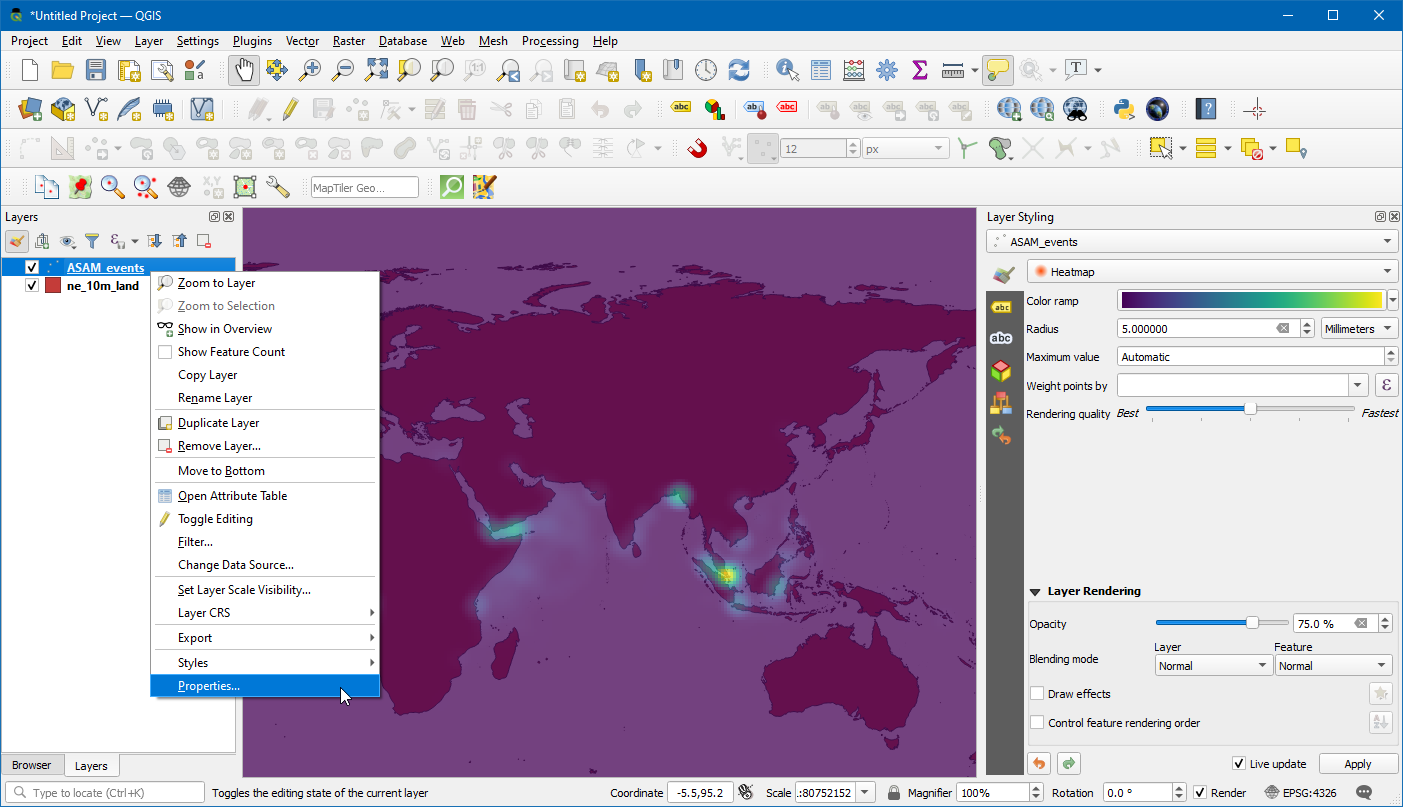 *Untitled Project — QGIS
Project Edit View Layer Settings Plugins Vector Raster Database Web Mesh Processing Help
abc abc abc
12 px
MapTiler Geo...
Layers
ASAM_events
ne_10m_land
Zoom to Layer
Zoom to Selection
Show in Overview
Show Feature Count
Copy Layer
Rename Layer
Duplicate Layer
Remove Layer...
Move to Bottom
Open Attribute Table
Toggle Editing
Filter...
Change Data Source...
Set Layer Scale Visibility...
Layer CRS
Export
Styles
Properties...
Browser Layers
Layer Styling
ASAM_events
Heatmap
abc
abc
Color ramp
Radius 5.000000 Millimeters
Maximum value Automatic
Weight points by ε
Rendering quality Best Fastest
Layer Rendering
Opacity 75.0 %
Layer Feature
Blending mode Normal Normal
Draw effects
Control feature rendering order
Live update Apply
Type to locate (Ctrl+K) Toggles the editing state of the current layer Coordinate -5.5,95.2 Scale .:80752152 Magnifier 100% Rotation 0.0 ° Render EPSG:4326